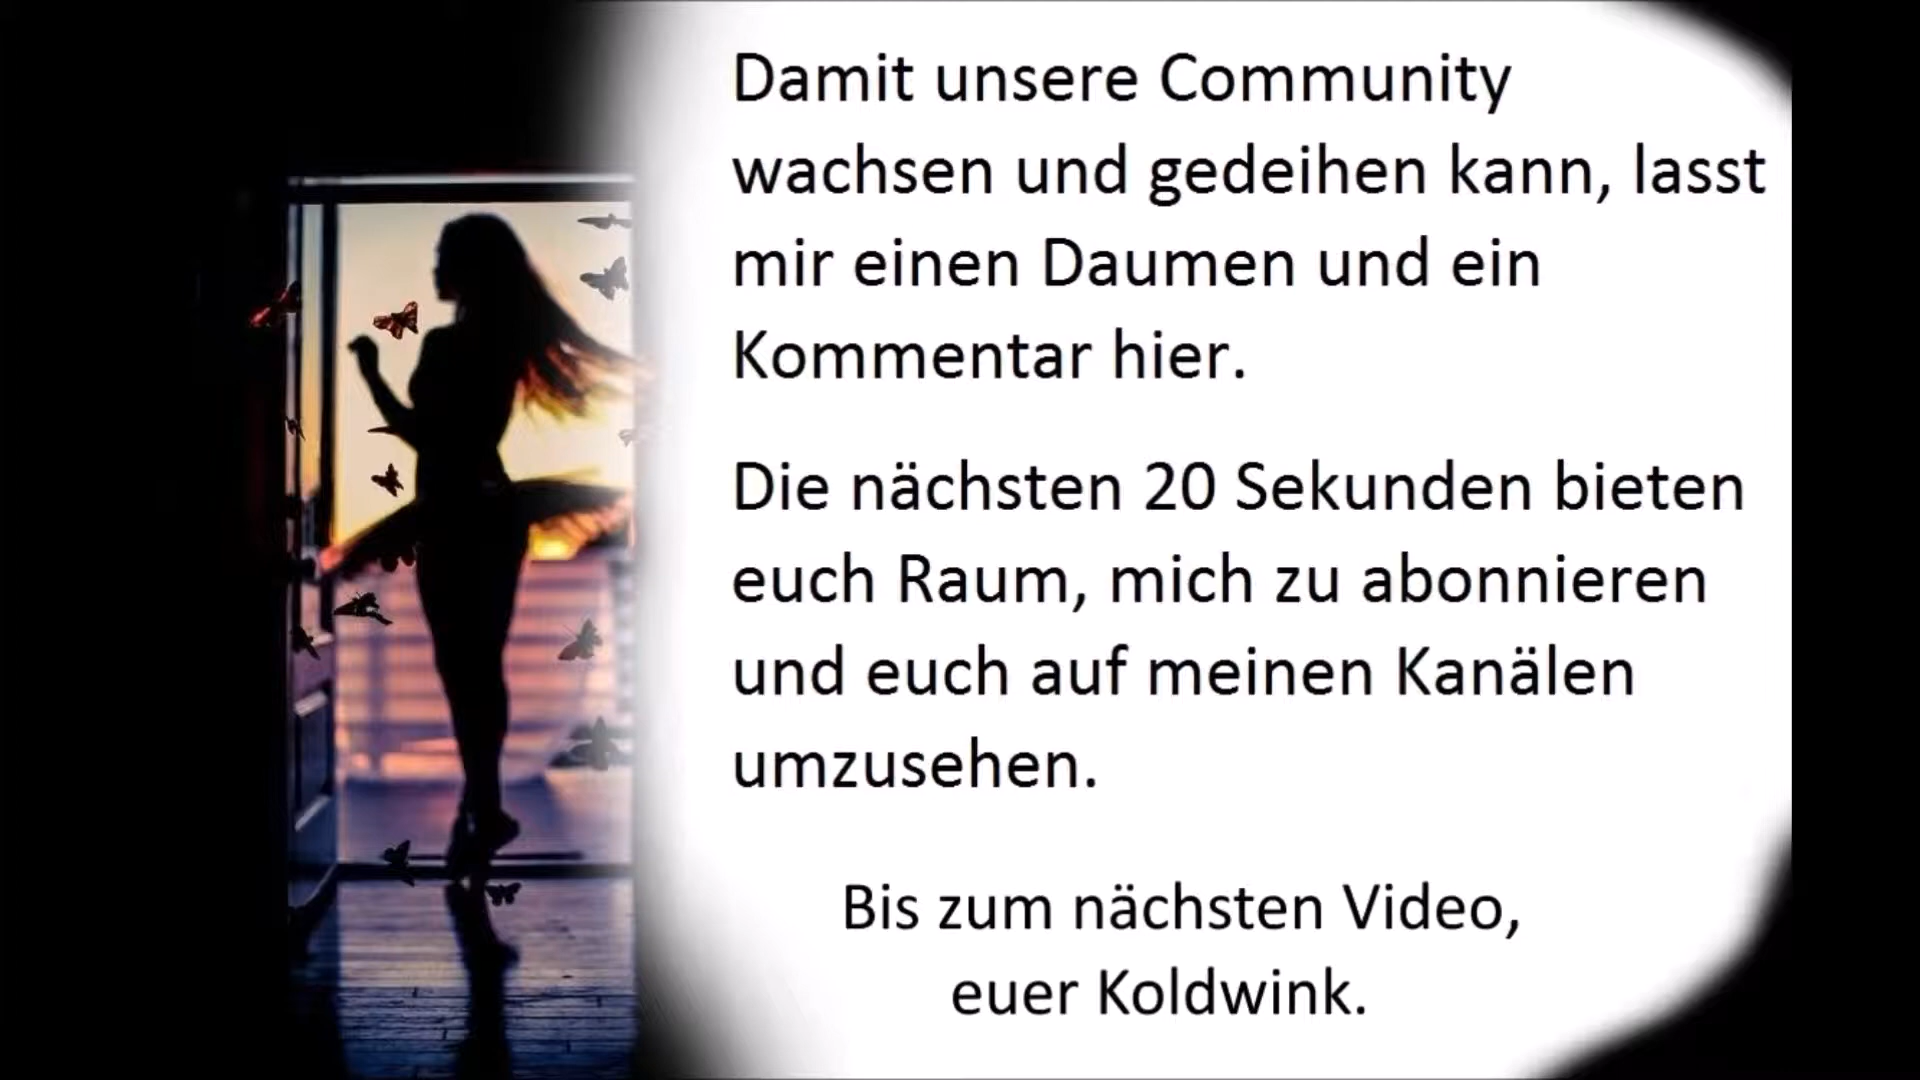 Damit unsere Community
wachsen und gedeihen kann, lasst
mir einen Daumen und ein
Kommentar hier.
Die nächsten 20 Sekunden bieten
euch Raum, mich zu abonnieren
und euch auf meinen Kanälen
umzusehen.
Bis zum nächsten Video,
euer Koldwink.